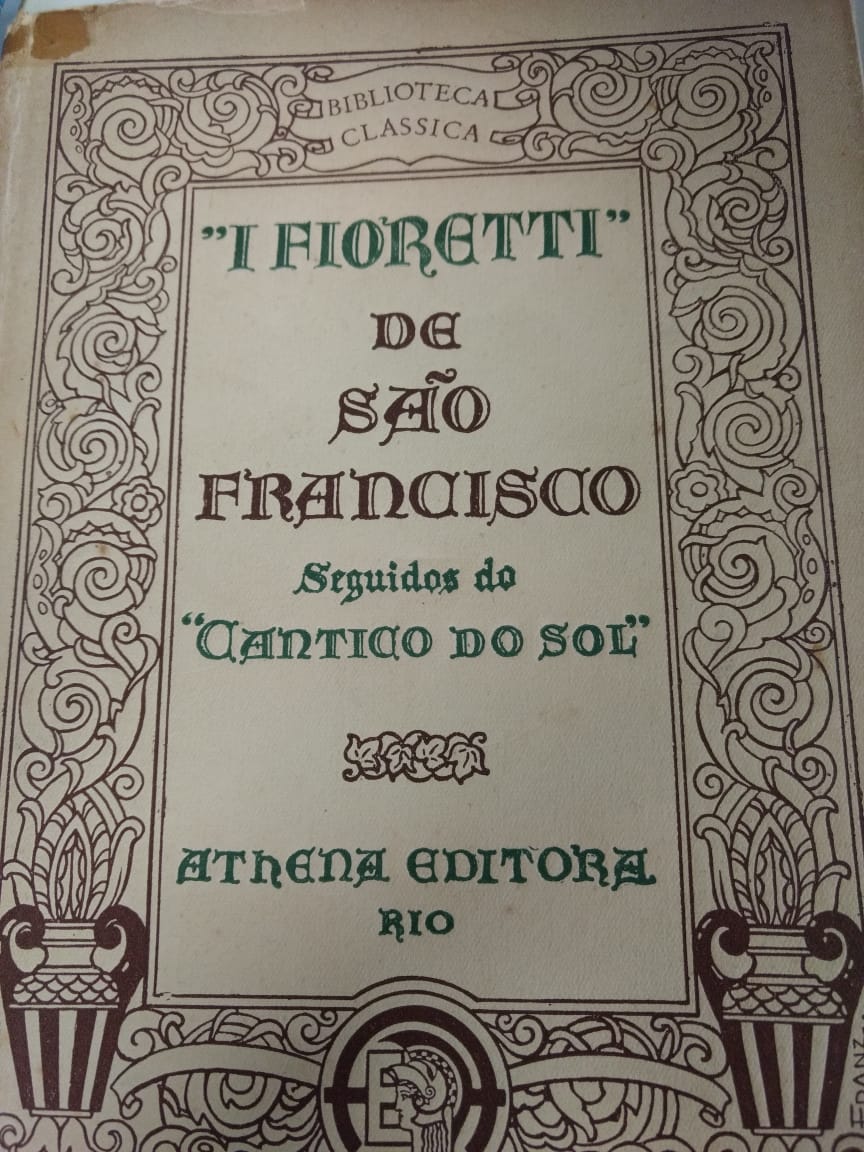 BIBLIOTECA
CLASSICA
"I FIORETTI"
DE
SÃO
FRANCISCO
Seguidos do
"CANTICO DO SOL"
ATHENA EDITORA
RIO